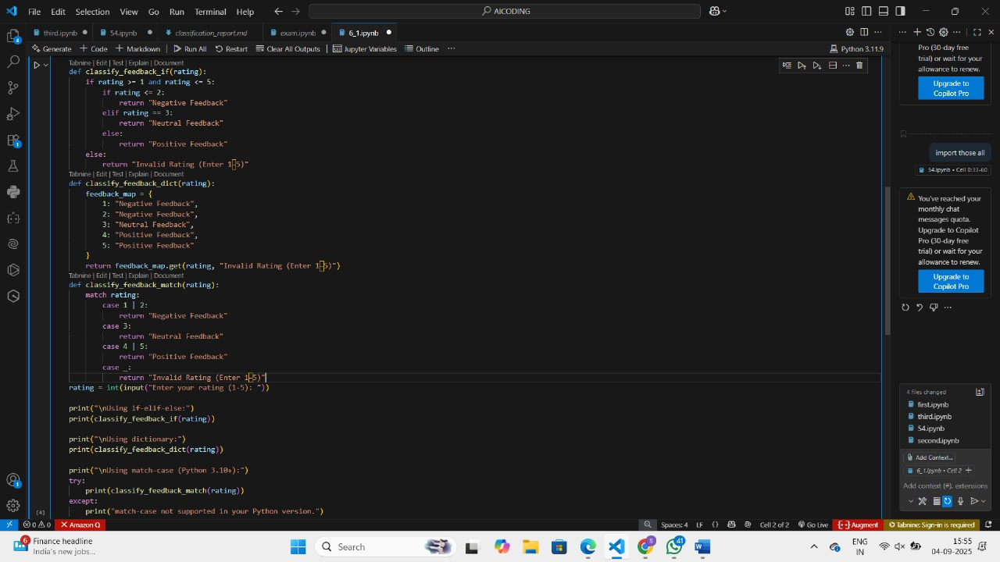 File Edit Selection View Go Run Terminal Help
AICODING
third.ipynb
54.ipynb
classification_report.md
exam.ipynb
6_1.ipynb
Generate + Code + Markdown Run All Restart Clear All Outputs Jupyter Variables Outline ...
Python 3.11.9
Tabnine | Edit | Test | Explain | Document
def classify_feedback_if(rating):
    if rating >= 1 and rating <= 5:
        if rating <= 2:
            return "Negative Feedback"
        elif rating == 3:
            return "Neutral Feedback"
        else:
            return "Positive Feedback"
    else:
        return "Invalid Rating (Enter 1–5)"
Tabnine | Edit | Test | Explain | Document
def classify_feedback_dict(rating):
    feedback_map = {
        1: "Negative Feedback",
        2: "Negative Feedback",
        3: "Neutral Feedback",
        4: "Positive Feedback",
        5: "Positive Feedback"
    }
    return feedback_map.get(rating, "Invalid Rating (Enter 1–5)")
Tabnine | Edit | Test | Explain | Document
def classify_feedback_match(rating):
    match rating:
        case 1 | 2:
            return "Negative Feedback"
        case 3:
            return "Neutral Feedback"
        case 4 | 5:
            return "Positive Feedback"
        case _:
            return "Invalid Rating (Enter 1–5)"
rating = int(input("Enter your rating (1-5): "))
print("\nUsing if-elif-else:")
print(classify_feedback_if(rating))
print("\nUsing dictionary:")
print(classify_feedback_dict(rating))
print("\nUsing match-case (Python 3.10+):")
try:
    print(classify_feedback_match(rating))
except:
    print("match-case not supported in your Python version.")
[4]
Pro (30-day free
trial) or wait for your
allowance to renew.
Upgrade to
Copilot Pro
import those all
54.ipynb • Cell 0:33-60
You've reached your
monthly chat
messages quota.
Upgrade to Copilot
Pro (30-day free
trial) or wait for your
allowance to renew.
Upgrade to
Copilot Pro
4 files changed
first.ipynb
third.ipynb
54.ipynb
second.ipynb
Add Context...
6_1.ipynb • Cell 2 +
Add context (#), extensions
0 0 Amazon Q
Spaces: 4 LF {} Cell 2 of 2 Go Live Augment Tabnine: Sign-in is required
6
Finance headline
India's new jobs...
Search
41
ENG
IN
15:55
04-09-2025